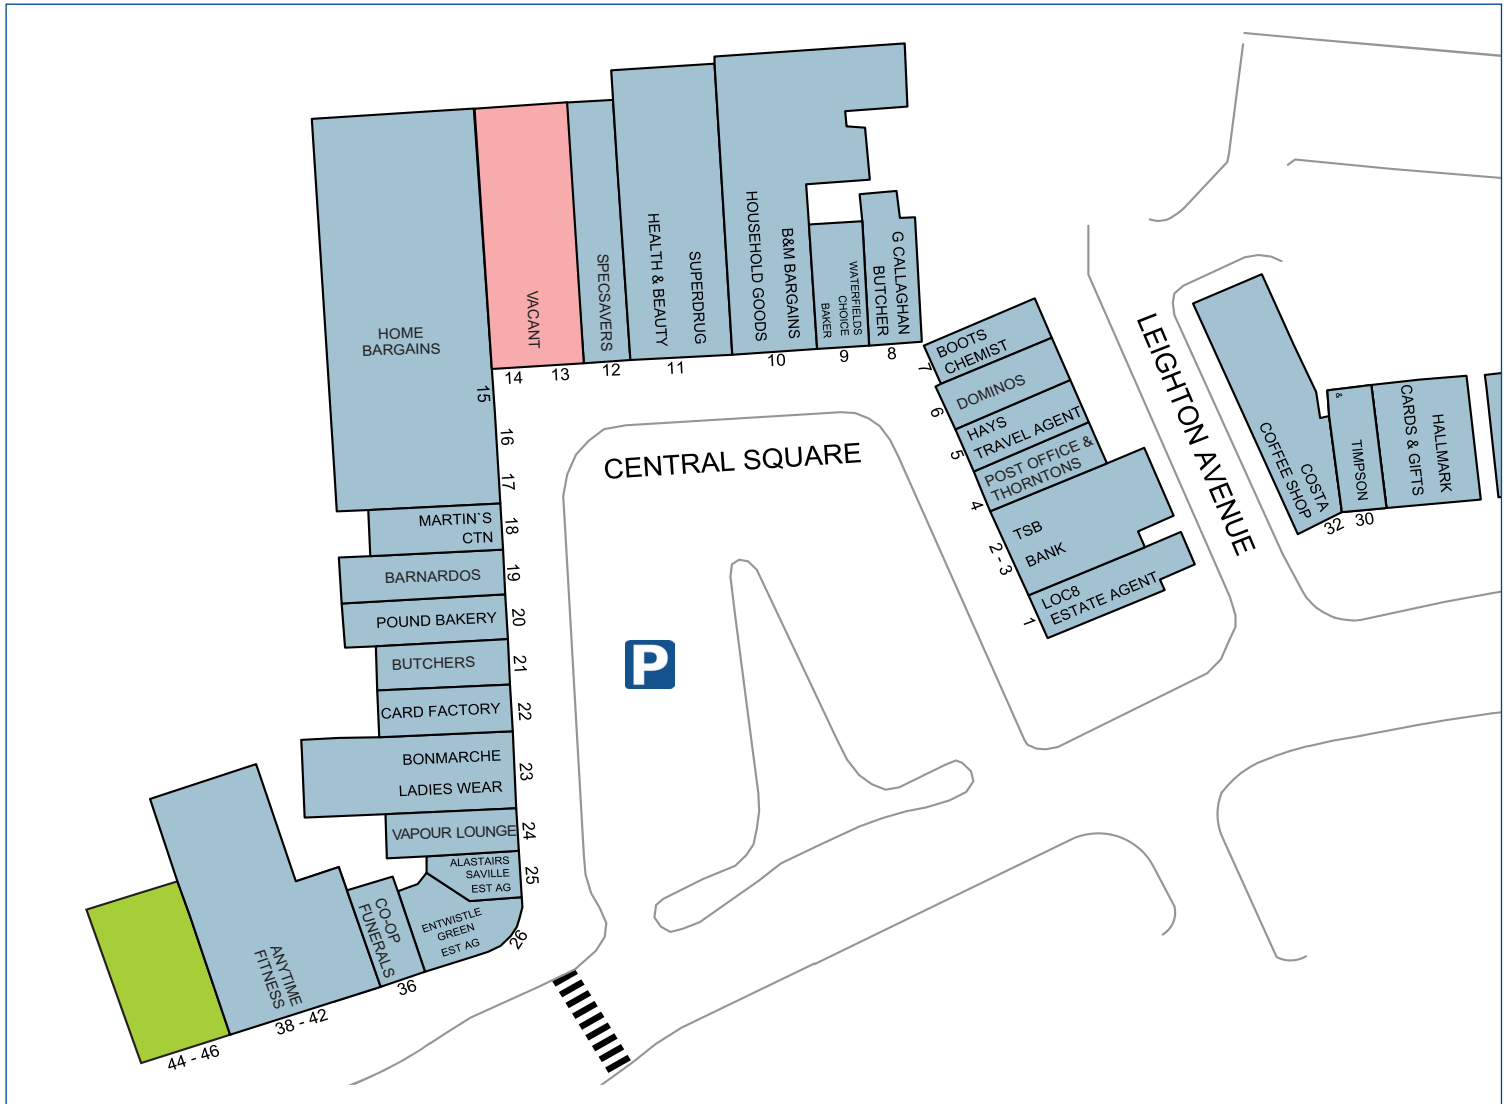 HOME
BARGAINS
15
16
17
VACANT
14
13
SPECSAVERS
12
HEALTH & BEAUTY
SUPERDRUG
11
HOUSEHOLD GOODS
B&M BARGAINS
10
WATERFIELDS
CHOICE
BAKER
9
G CALLAGHAN
BUTCHER
8
BOOTS
CHEMIST
7
DOMINOS
6
HAYS
TRAVEL AGENT
5
POST OFFICE &
THORNTONS
4
TSB
BANK
2 - 3
LOC8
ESTATE AGENT
1
LEIGHTON AVENUE
COSTA
COFFEE SHOP
32
&
TIMPSON
30
HALLMARK
CARDS & GIFTS
CENTRAL SQUARE
P
MARTIN`S
CTN
18
BARNARDOS
19
POUND BAKERY
20
BUTCHERS
21
CARD FACTORY
22
BONMARCHE
LADIES WEAR
23
VAPOUR LOUNGE
24
ALASTAIRS
SAVILLE
EST AG
25
ENTWISTLE
GREEN
EST AG
26
CO-OP
FUNERALS
36
ANYTIME
FITNESS
38 - 42
44 - 46